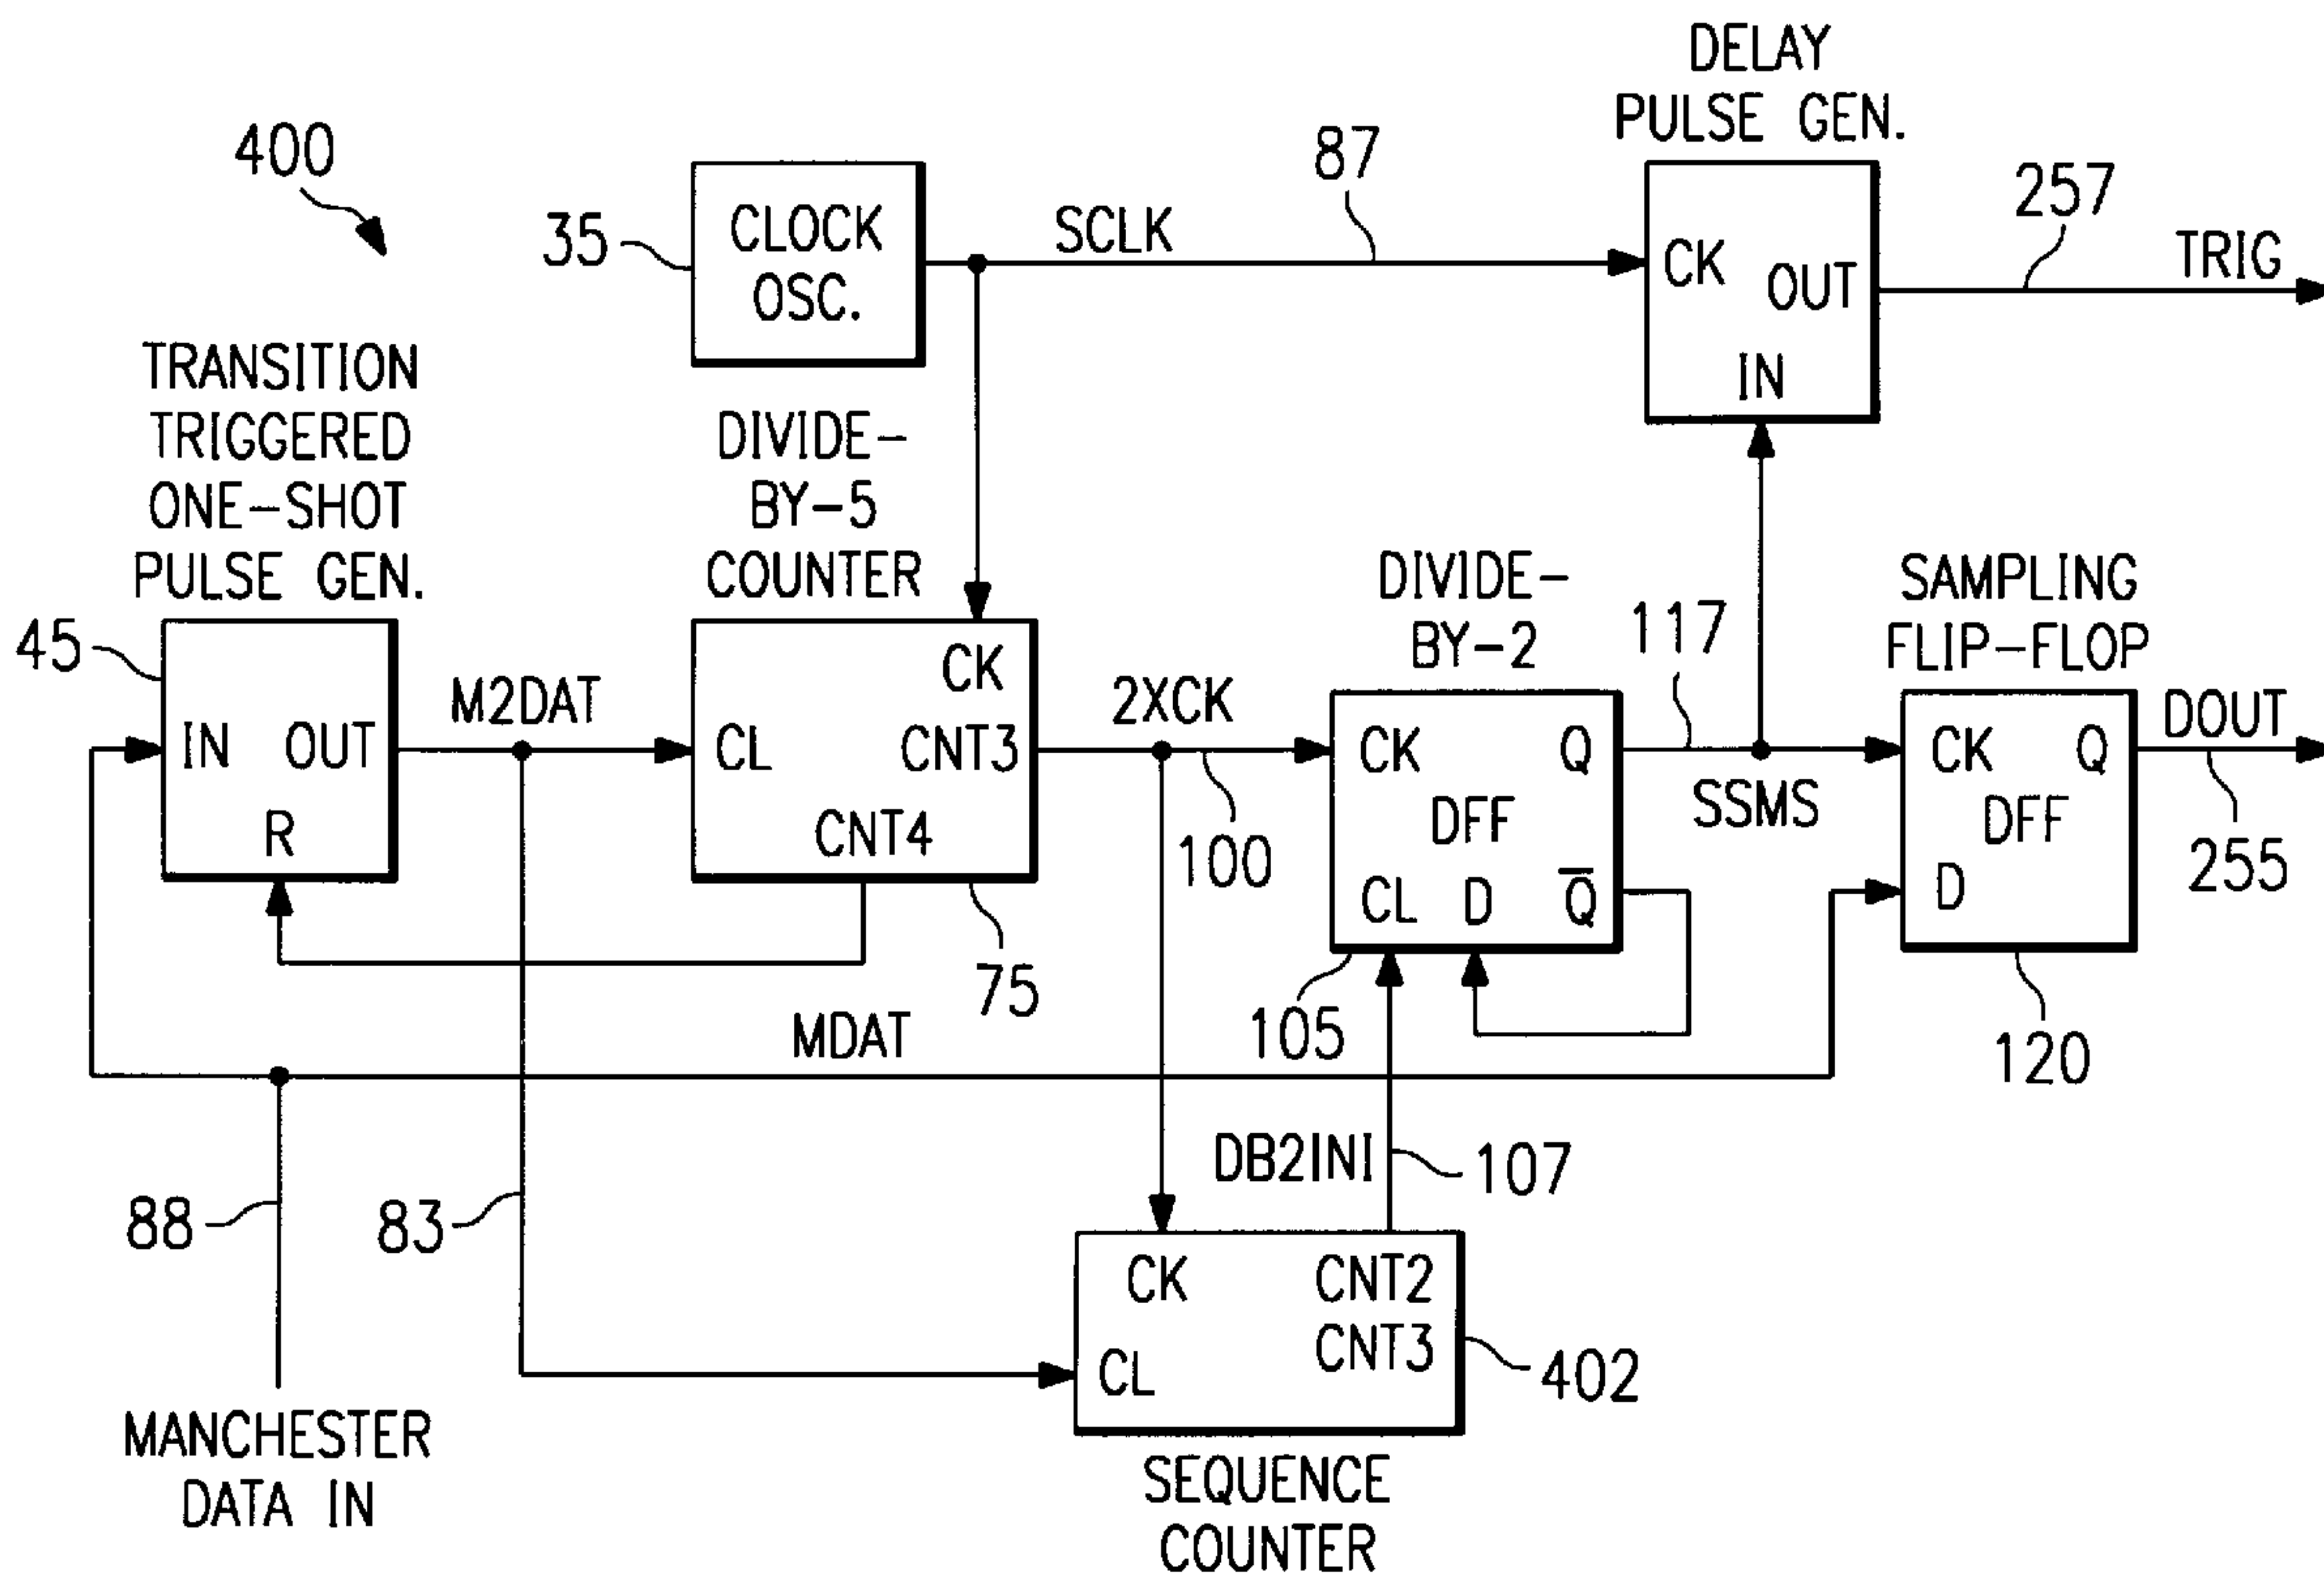 DELAY
PULSE GEN.
400
87
257
35
CLOCK
OSC.
SCLK
CK
OUT
IN
TRIG
TRANSITION
TRIGGERED
ONE-SHOT
PULSE GEN.
DIVIDE-
BY-5
COUNTER
DIVIDE-
BY-2
117
SAMPLING
FLIP-FLOP
45
IN OUT
R
M2DAT
CK
CL CNT3
CNT4
2XCK
100
CK Q
DFF
CL D Q̅
SSMS
CK Q
DFF
D
DOUT
255
75
105
120
MDAT
DB2INI
107
88
83
CK CNT2
CNT3
CL
402
MANCHESTER
DATA IN
SEQUENCE
COUNTER